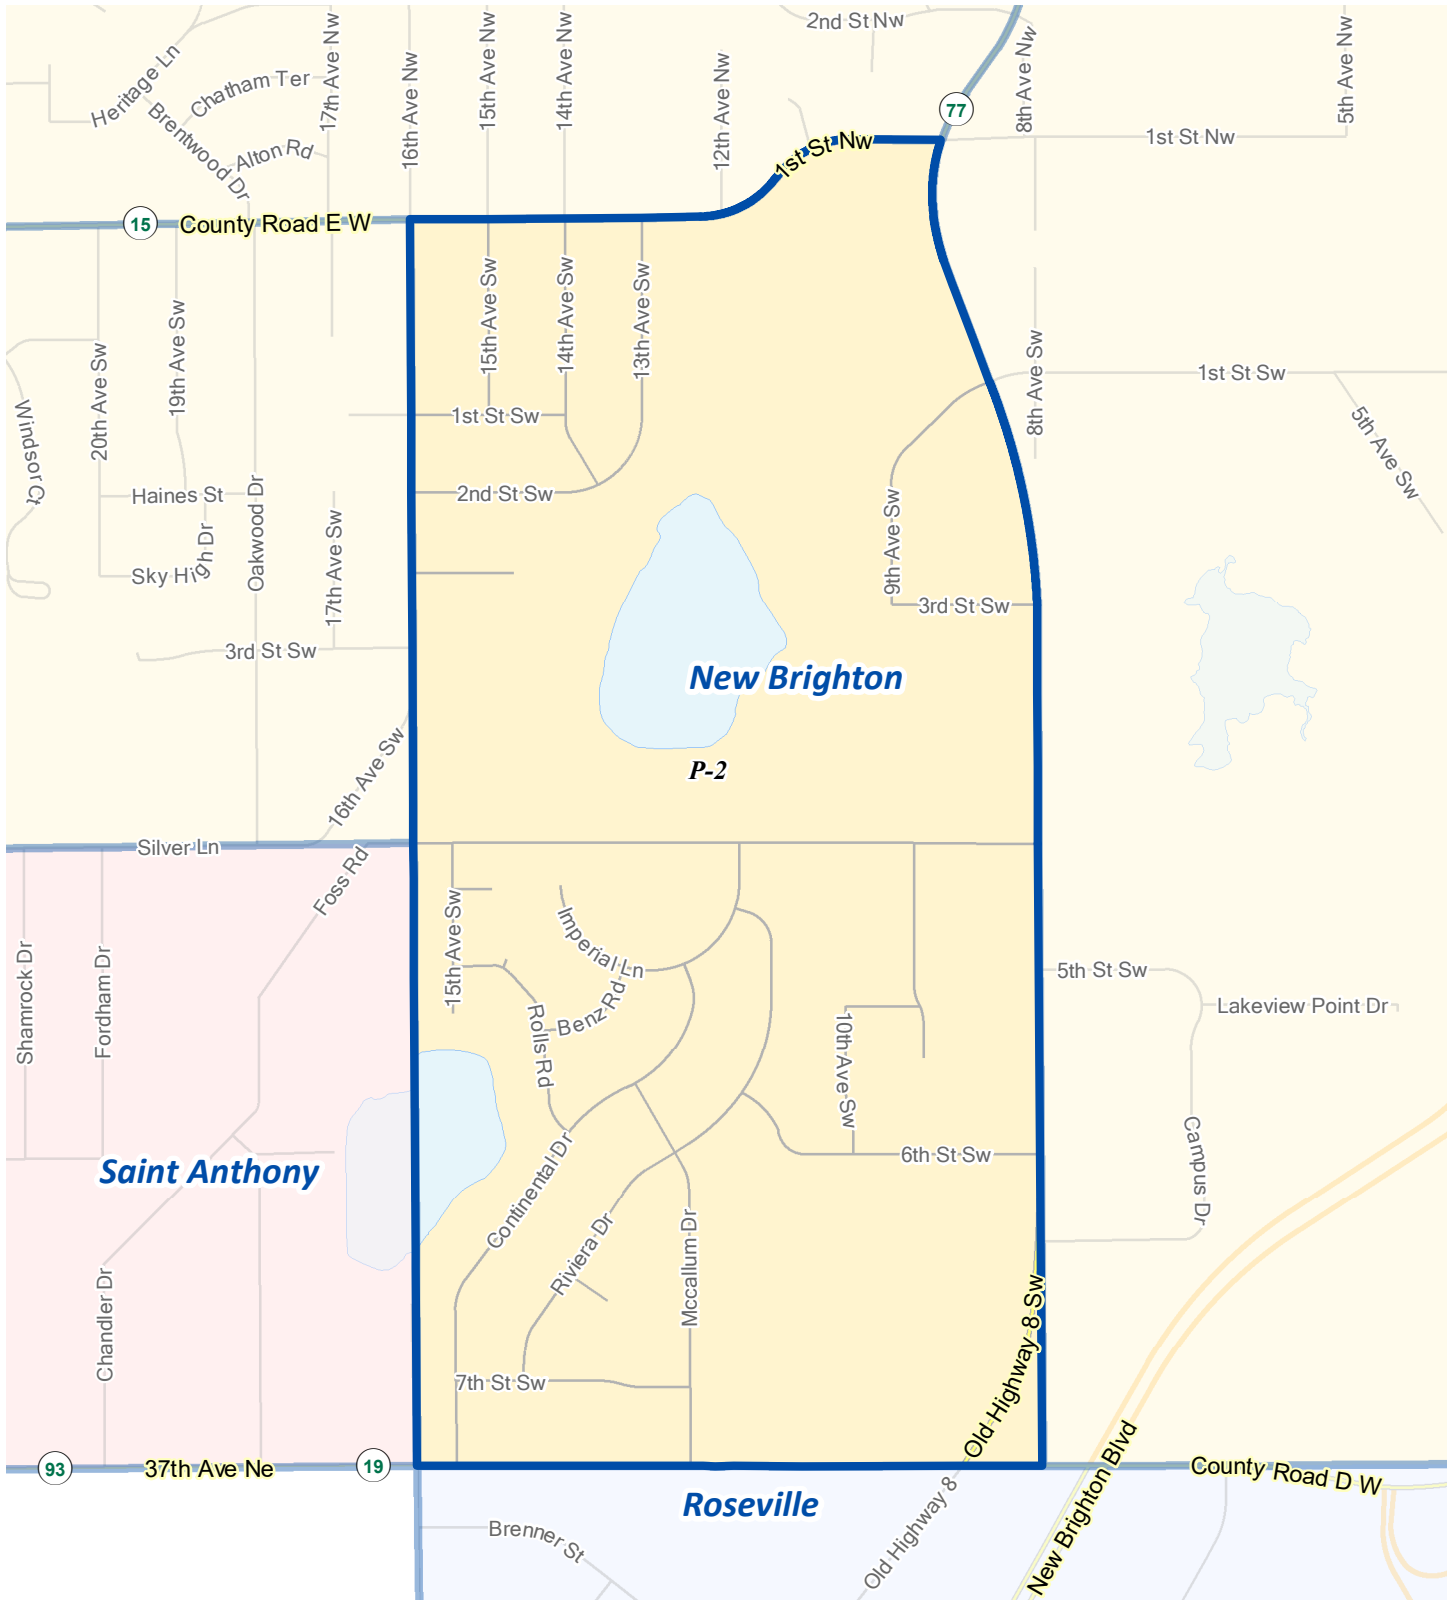 2nd St Nw
Heritage Ln
Chatham Ter
17th Ave Nw
16th Ave Nw
15th Ave Nw
14th Ave Nw
12th Ave Nw
77
8th Ave Nw
5th Ave Nw
Brentwood Dr
Alton Rd
1st St Nw
1st St Nw
15
County Road E W
20th Ave Sw
19th Ave Sw
15th Ave Sw
14th Ave Sw
13th Ave Sw
8th Ave Sw
1st St Sw
Windsor Ct
1st St Sw
5th Ave Sw
Haines St
2nd St Sw
Oakwood Dr
Sky High Dr
17th Ave Sw
9th Ave Sw
3rd St Sw
3rd St Sw
New Brighton
16th Ave Sw
P-2
Silver Ln
Foss Rd
Shamrock Dr
Fordham Dr
15th Ave Sw
Imperial Ln
Benz Rd
Rolls Rd
10th Ave Sw
5th St Sw
Lakeview Point Dr
Saint Anthony
Continental Dr
6th St Sw
Campus Dr
Chandler Dr
Riviera Dr
Mccallum Dr
Old Highway 8 Sw
7th St Sw
93
37th Ave Ne
19
New Brighton Blvd
County Road D W
Roseville
Brenner St
Old Highway 8